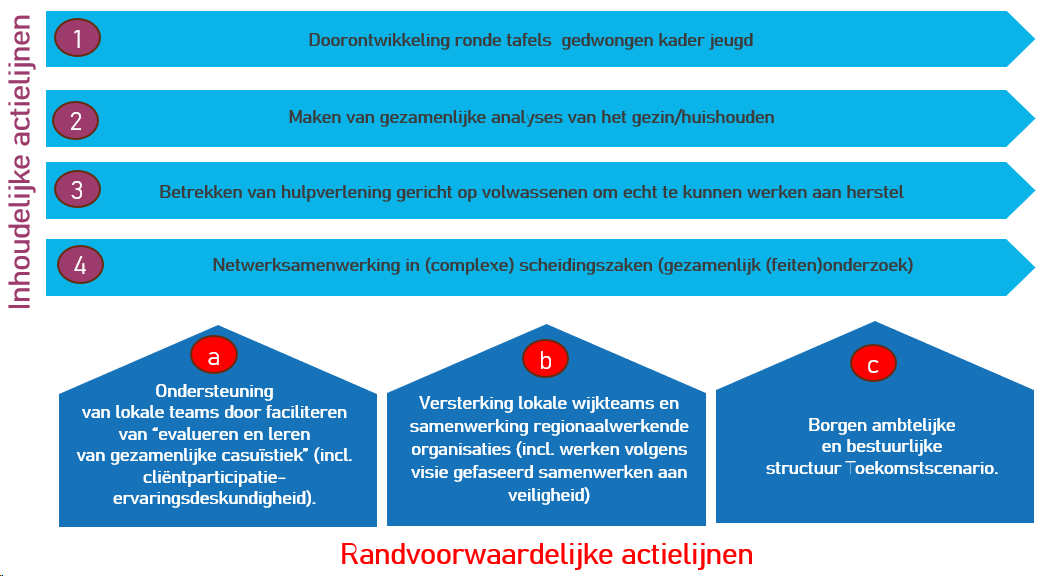 Inhoudelijke actielijnen
1
Doorontwikkeling ronde tafels gedwongen kader jeugd
2
Maken van gezamenlijke analyses van het gezin/huishouden
3
Betrekken van hulpverlening gericht op volwassenen om echt te kunnen werken aan herstel
4
Netwerksamenwerking in (complexe) scheidingszaken (gezamenlijk (feiten)onderzoek)
a
Ondersteuning
van lokale teams door faciliteren
van “evalueren en leren
van gezamenlijke casuïstiek” (incl.
cliëntparticipatie-
ervaringsdeskundigheid).
b
Versterking lokale wijkteams en
samenwerking regionaalwerkende
organisaties (incl. werken volgens
visie gefaseerd samenwerken aan
veiligheid)
c
Borgen ambtelijke
en bestuurlijke
structuur Toekomstscenario.
Randvoorwaardelijke actielijnen